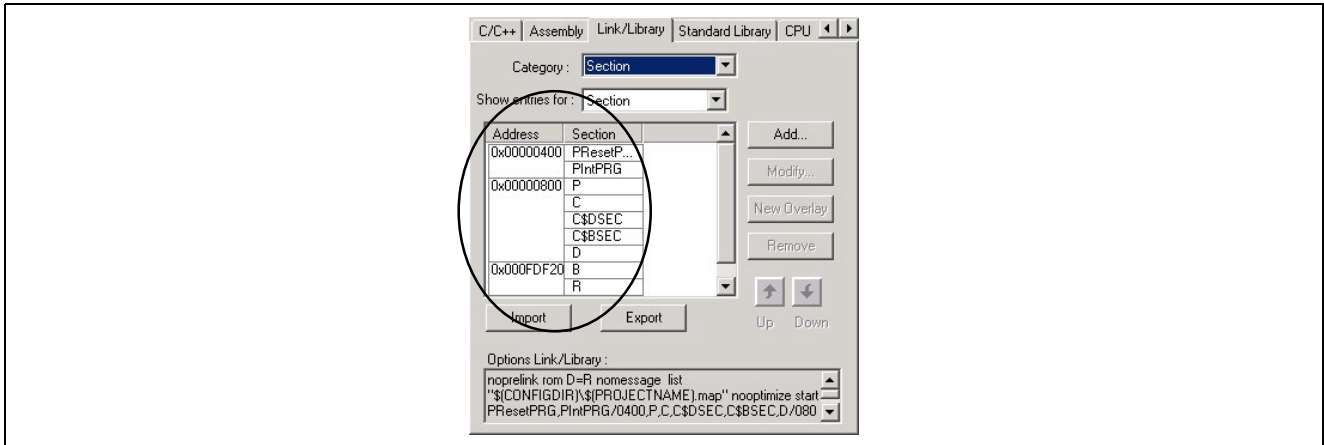 C/C++ Assembly Link/Library Standard Library CPU
Category : Section
Show entries for : Section
Address Section
0x00000400 PResetP...
PIntPRG
0x00000800 P
C
C$DSEC
C$BSEC
D
0x000FDF20 B
R
Add...
Modify...
New Overlay
Remove
Up Down
Import Export
Options Link/Library :
noprelink rom D=R nomessage list
"$(CONFIGDIR)\$(PROJECTNAME).map" nooptimize start
PResetPRG,PIntPRG/0400,P,C,C$DSEC,C$BSEC,D/080